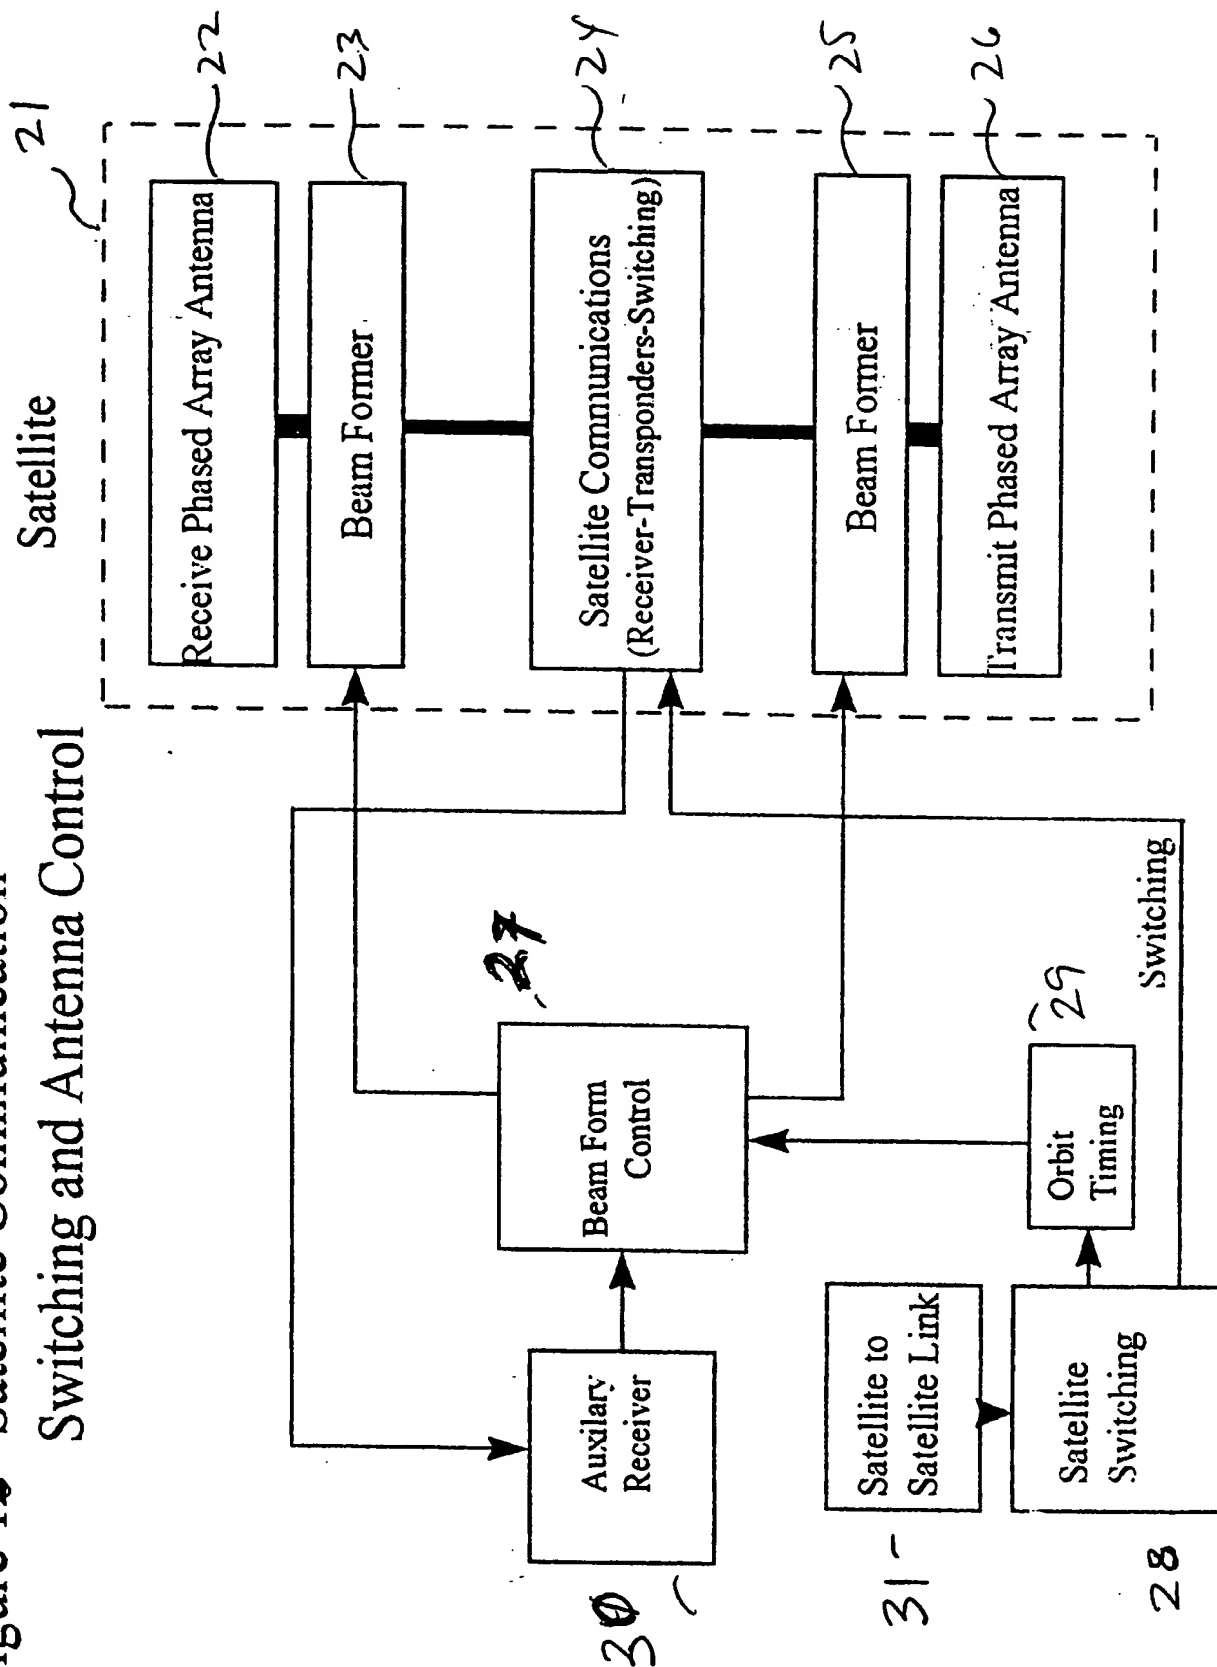 Satellite Communication
Switching and Antenna Control
Satellite
21
Receive Phased Array Antenna
22
Beam Former
23
Satellite Communications
(Receiver-Transponders-Switching)
24
Beam Former
25
Transmit Phased Array Antenna
26
Beam Form
Control
27
Auxilary
Receiver
30
Orbit
Timing
29
Switching
Satellite to
Satellite Link
31
Satellite
Switching
28